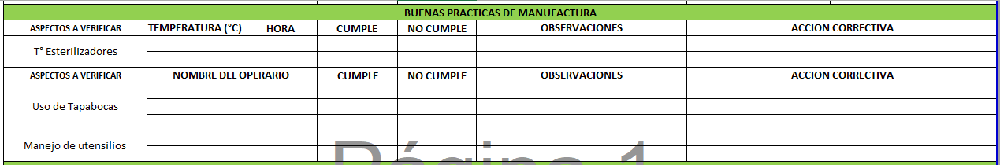 BUENAS PRACTICAS DE MANUFACTURA
ASPECTOS A VERIFICAR TEMPERATURA (°C) HORA CUMPLE NO CUMPLE OBSERVACIONES ACCION CORRECTIVA
T° Esterilizadores
ASPECTOS A VERIFICAR NOMBRE DEL OPERARIO CUMPLE NO CUMPLE OBSERVACIONES ACCION CORRECTIVA
Uso de Tapabocas
Manejo de utensilios
Página 1